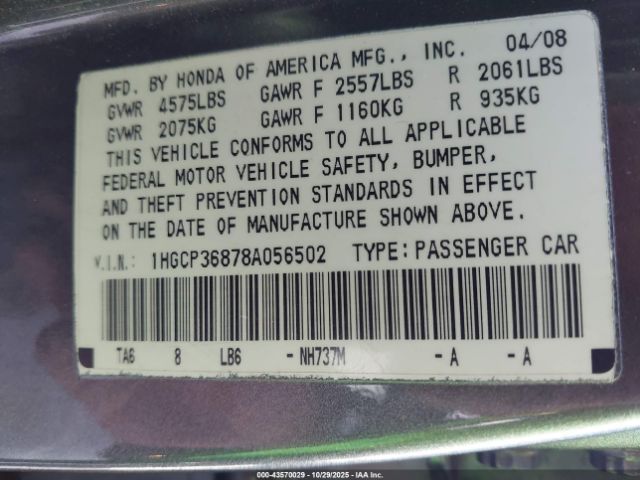 MFD. BY HONDA OF AMERICA MFG., INC. 04/08
GVWR 4575LBS GAWR F 2557LBS R 2061LBS
GVWR 2075KG GAWR F 1160KG R 935KG
THIS VEHICLE CONFORMS TO ALL APPLICABLE
FEDERAL MOTOR VEHICLE SAFETY, BUMPER,
AND THEFT PREVENTION STANDARDS IN EFFECT
ON THE DATE OF MANUFACTURE SHOWN ABOVE.
V.I.N.: 1HGCP36878A056502 TYPE: PASSENGER CAR
TA6 8 LB6 -NH737M -A -A
43570029 - 10/29/2025 - IAA Inc.